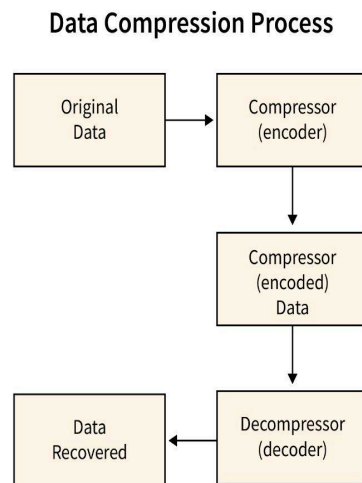 Data Compression Process
Original
Data
Compressor
(encoder)
Compressor
(encoded)
Data
Decompressor
(decoder)
Data
Recovered